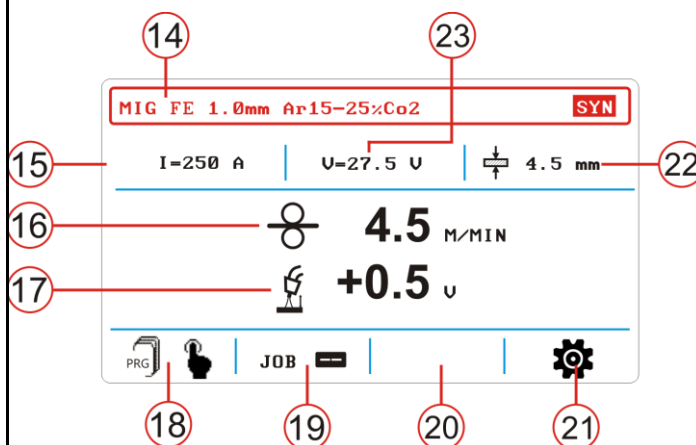 14
23
MIG FE 1.0mm Ar15-25%Co2 SYN
15
I=250 A
V=27.5 V
4.5 mm
22
16
4.5 M/MIN
17
+0.5 V
PRG
JOB --
18
19
20
21